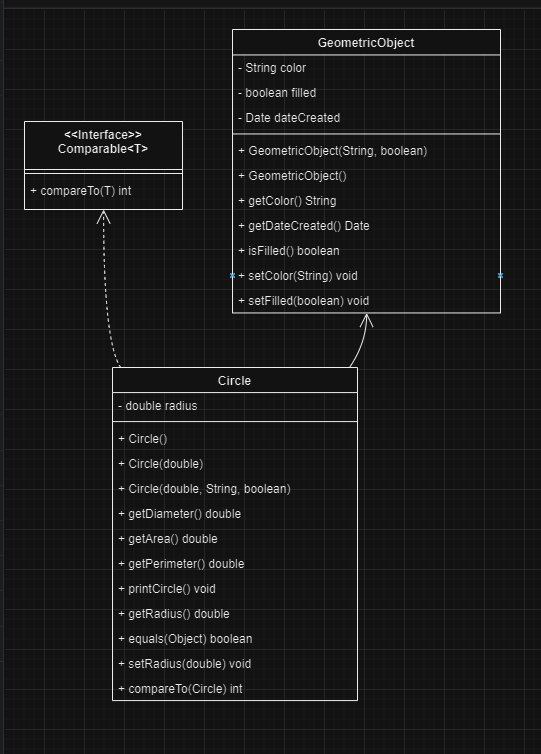 GeometricObject
- String color
- boolean filled
- Date dateCreated
+ GeometricObject(String, boolean)
+ GeometricObject()
+ getColor() String
+ getDateCreated() Date
+ isFilled() boolean
+ setColor(String) void
+ setFilled(boolean) void
<<Interface>>
Comparable<T>
+ compareTo(T) int
Circle
- double radius
+ Circle()
+ Circle(double)
+ Circle(double, String, boolean)
+ getDiameter() double
+ getArea() double
+ getPerimeter() double
+ printCircle() void
+ getRadius() double
+ equals(Object) boolean
+ setRadius(double) void
+ compareTo(Circle) int